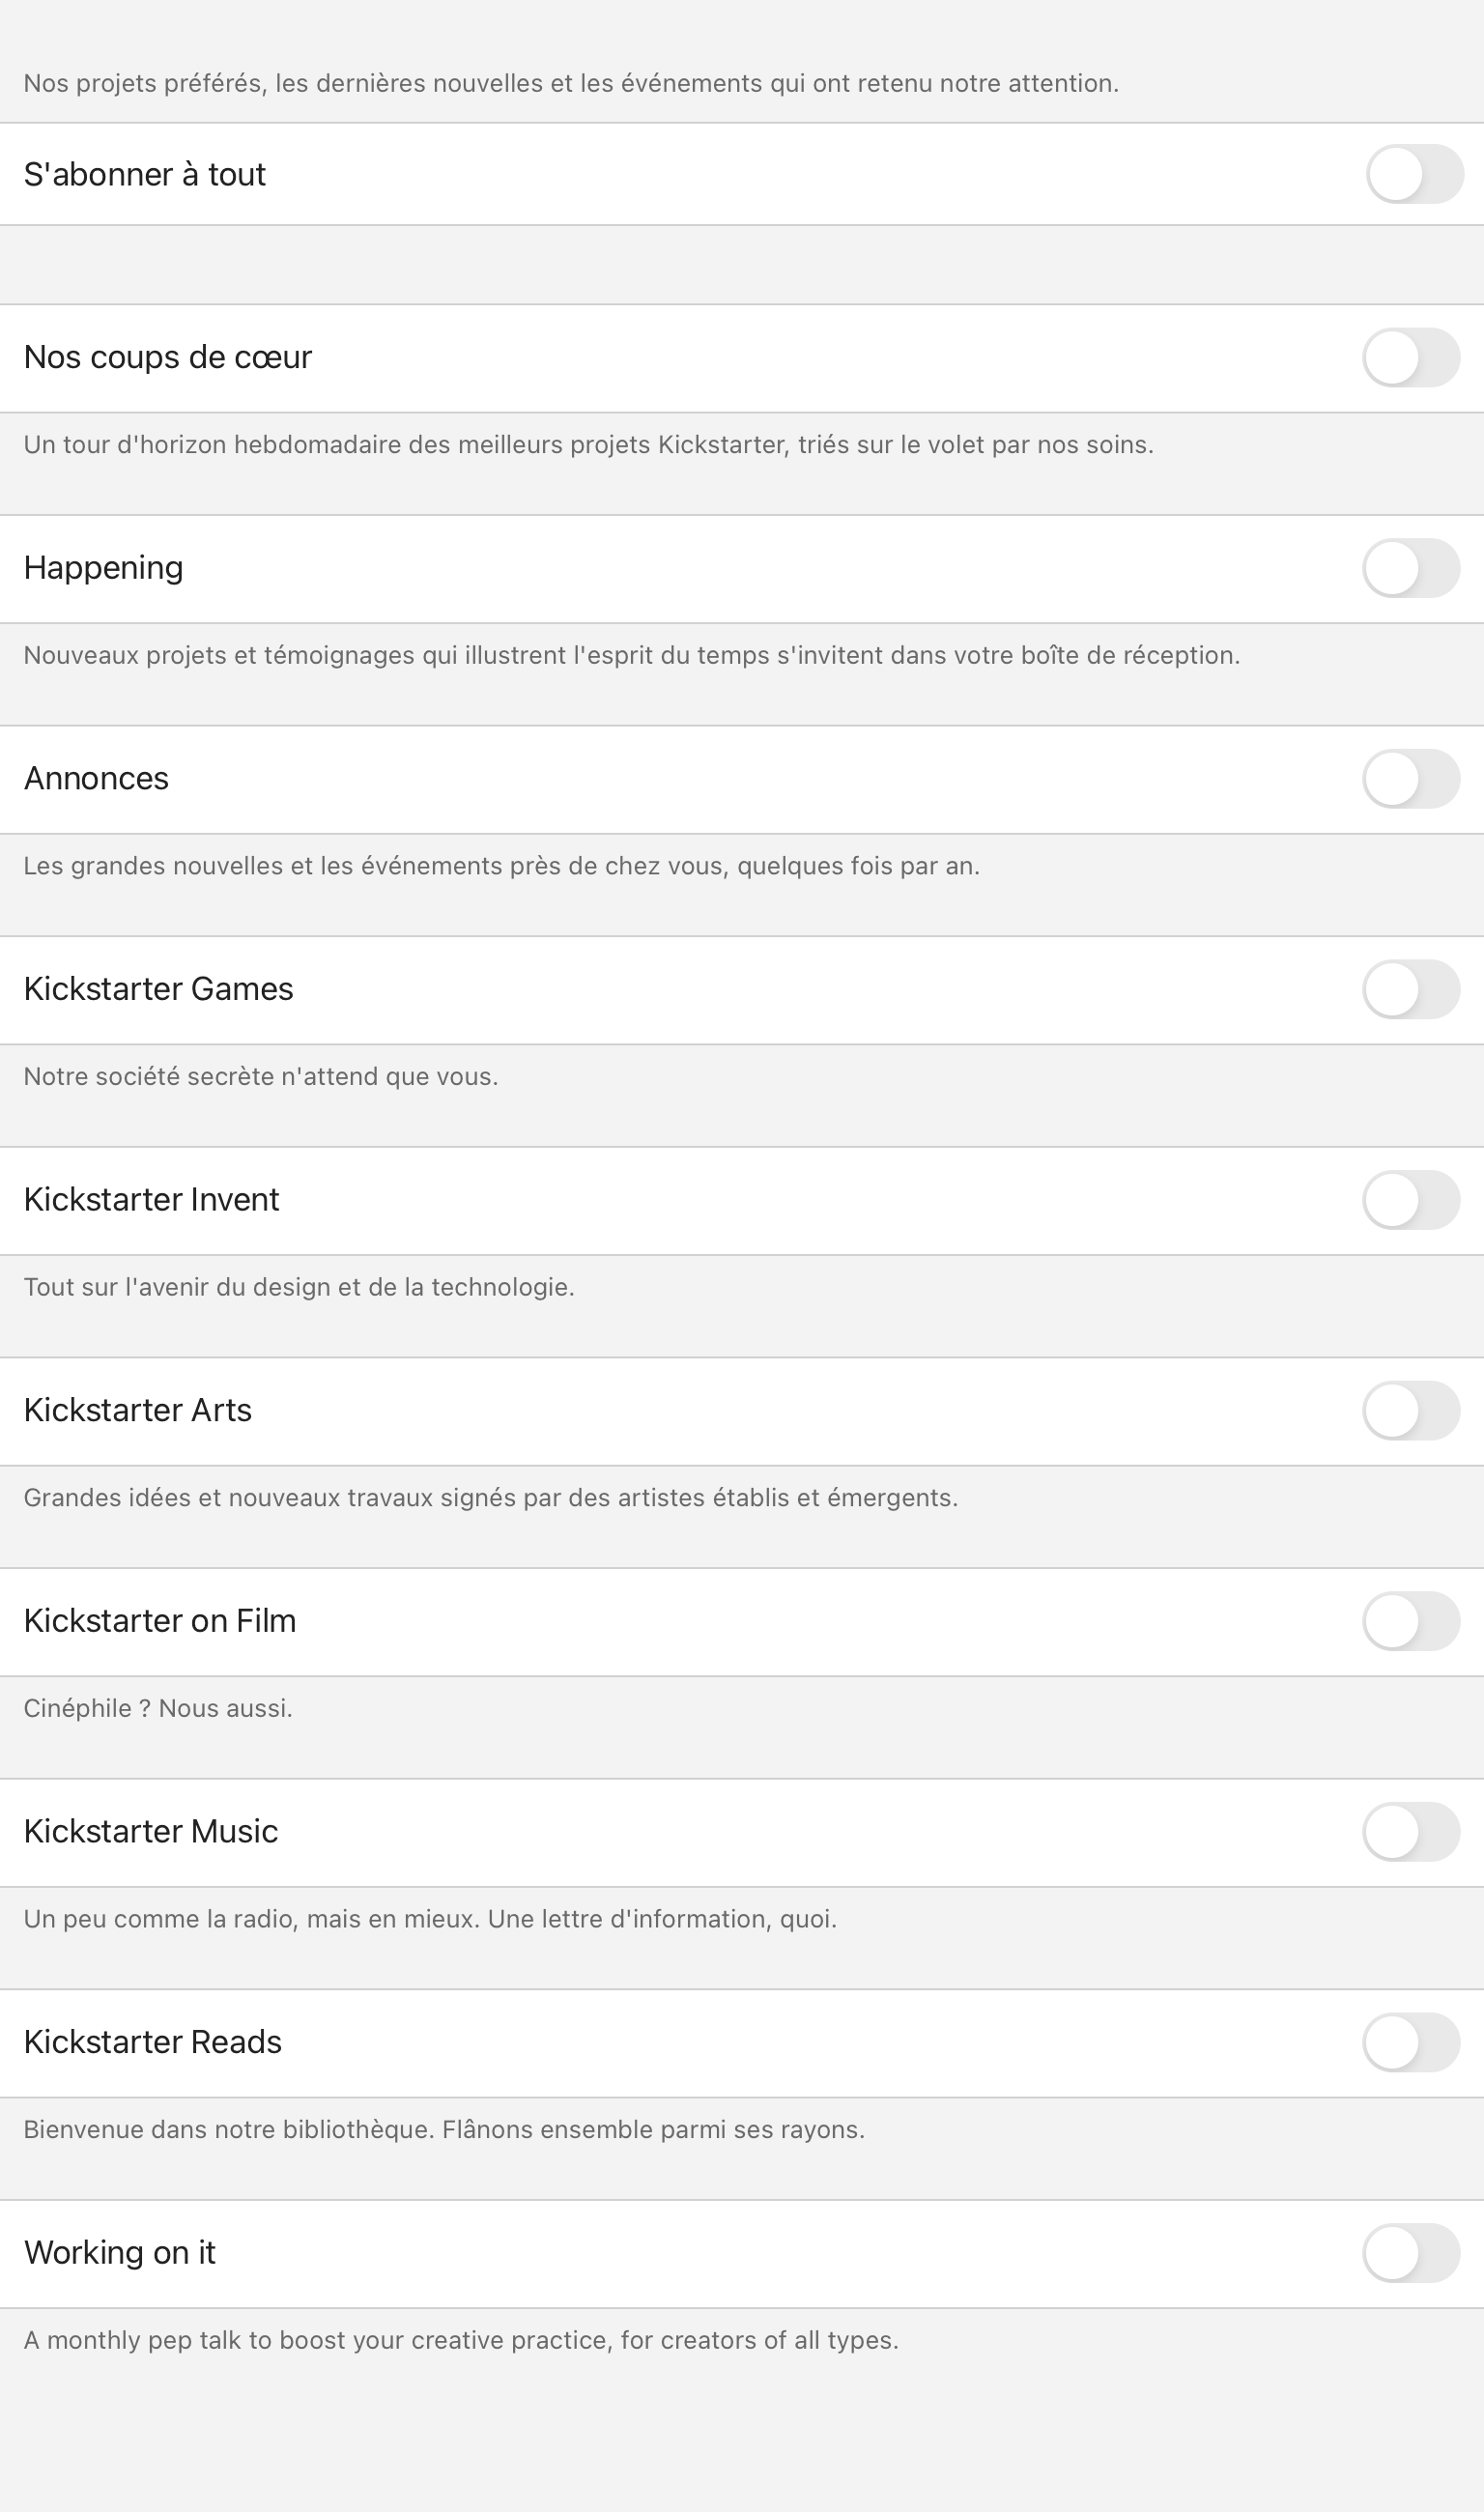 Nos projets préférés, les dernières nouvelles et les événements qui ont retenu notre attention.
S'abonner à tout
Nos coups de cœur
Un tour d'horizon hebdomadaire des meilleurs projets Kickstarter, triés sur le volet par nos soins.
Happening
Nouveaux projets et témoignages qui illustrent l'esprit du temps s'invitent dans votre boîte de réception.
Annonces
Les grandes nouvelles et les événements près de chez vous, quelques fois par an.
Kickstarter Games
Notre société secrète n'attend que vous.
Kickstarter Invent
Tout sur l'avenir du design et de la technologie.
Kickstarter Arts
Grandes idées et nouveaux travaux signés par des artistes établis et émergents.
Kickstarter on Film
Cinéphile ? Nous aussi.
Kickstarter Music
Un peu comme la radio, mais en mieux. Une lettre d'information, quoi.
Kickstarter Reads
Bienvenue dans notre bibliothèque. Flânons ensemble parmi ses rayons.
Working on it
A monthly pep talk to boost your creative practice, for creators of all types.